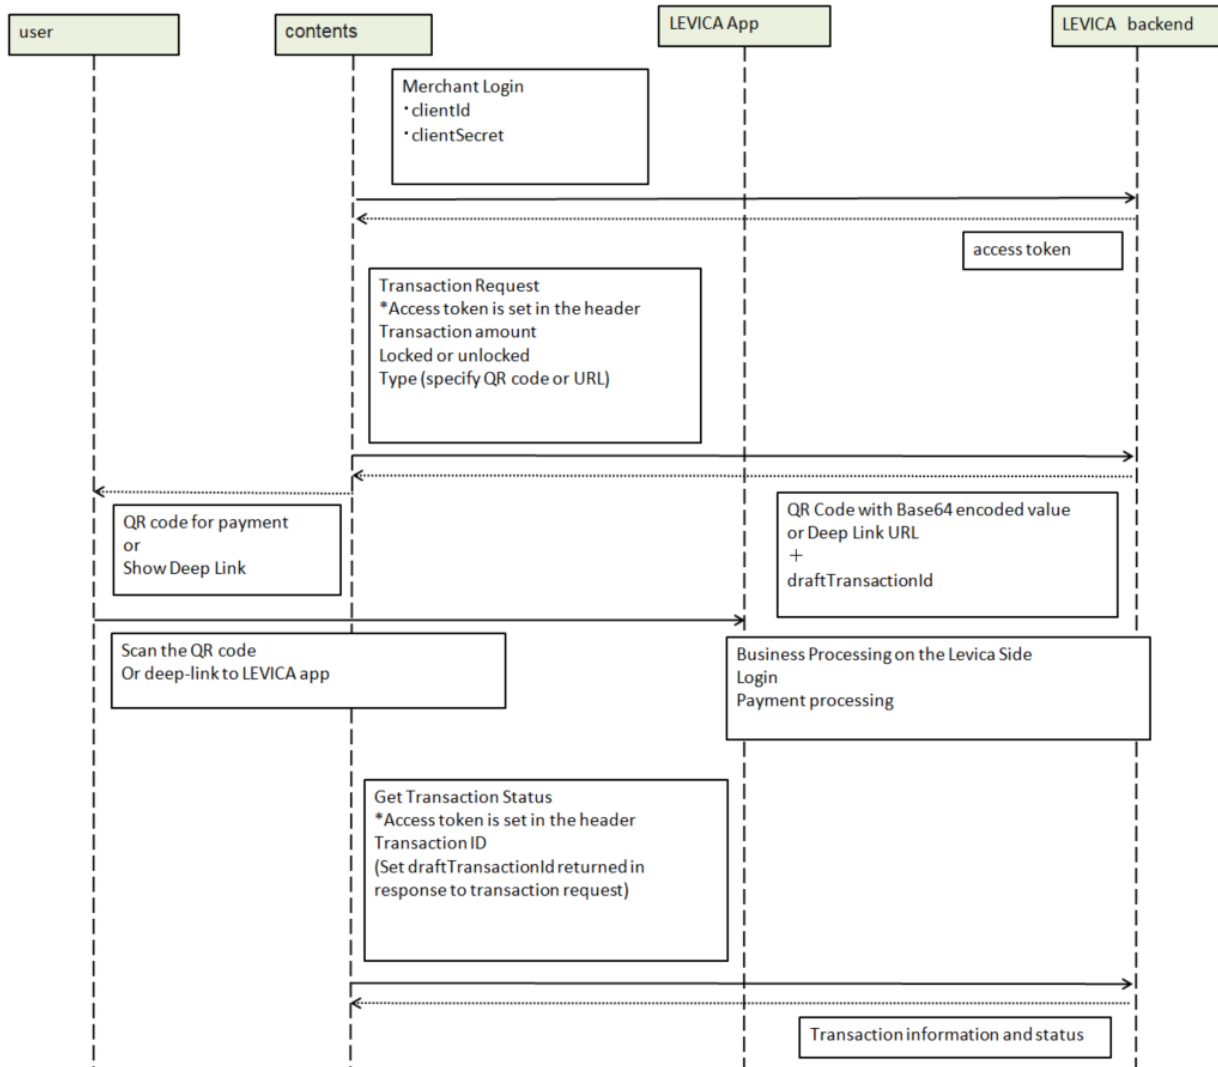 user
contents
LEVICA App
LEVICA backend
Merchant Login
・clientId
・clientSecret
access token
Transaction Request
*Access token is set in the header
Transaction amount
Locked or unlocked
Type (specify QR code or URL)
QR code for payment
or
Show Deep Link
QR Code with Base64 encoded value
or Deep Link URL
＋
draftTransactionId
Scan the QR code
Or deep-link to LEVICA app
Business Processing on the Levica Side
Login
Payment processing
Get Transaction Status
*Access token is set in the header
Transaction ID
(Set draftTransactionId returned in
response to transaction request)
Transaction information and status